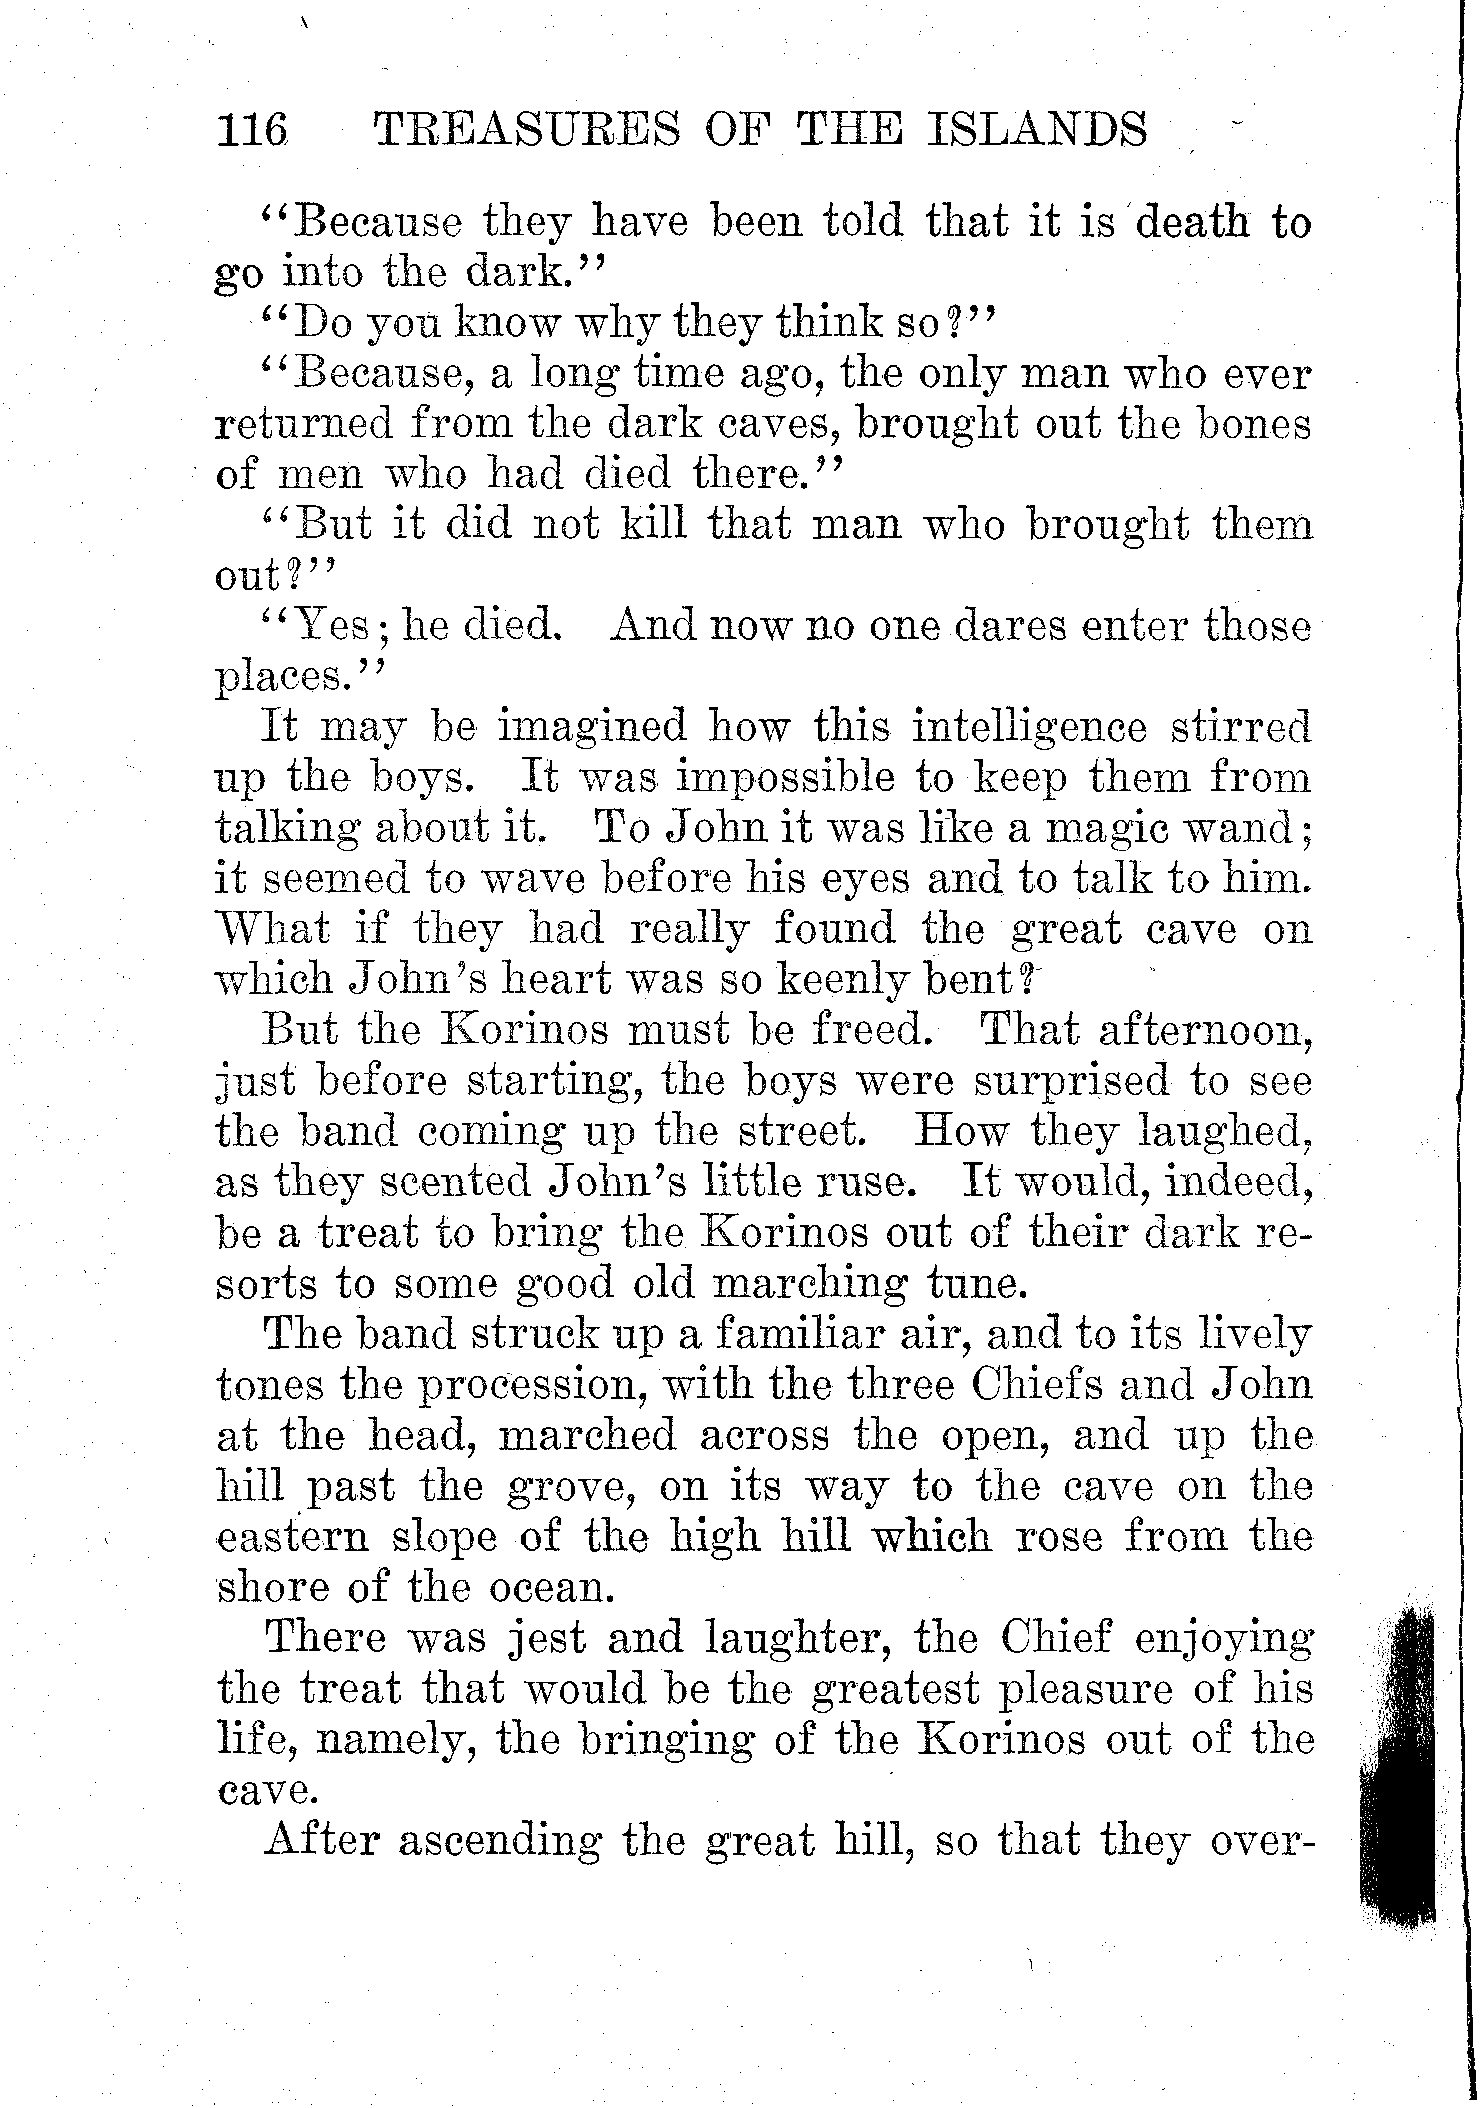 116 TREASURES OF THE ISLANDS
"Because they have been told that it is death to
go into the dark."
"Do you know why they think so?"
"Because, a long time ago, the only man who ever
returned from the dark caves, brought out the bones
of men who had died there."
"But it did not kill that man who brought them
out?"
"Yes; he died. And now no one dares enter those
places."
It may be imagined how this intelligence stirred
up the boys. It was impossible to keep them from
talking about it. To John it was like a magic wand;
it seemed to wave before his eyes and to talk to him.
What if they had really found the great cave on
which John's heart was so keenly bent?
But the Korinos must be freed. That afternoon,
just before starting, the boys were surprised to see
the band coming up the street. How they laughed,
as they scented John's little ruse. It would, indeed,
be a treat to bring the Korinos out of their dark re-
sorts to some good old marching tune.
The band struck up a familiar air, and to its lively
tones the procession, with the three Chiefs and John
at the head, marched across the open, and up the
hill past the grove, on its way to the cave on the
eastern slope of the high hill which rose from the
shore of the ocean.
There was jest and laughter, the Chief enjoying
the treat that would be the greatest pleasure of his
life, namely, the bringing of the Korinos out of the
cave.
After ascending the great hill, so that they over-